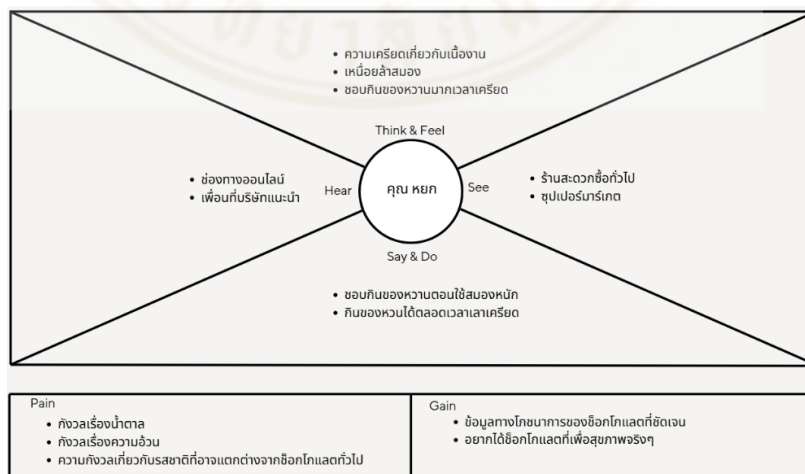 • ความเครียดเกี่ยวกับเนื้องาน
• เหนื่อยล้าสมอง
• ชอบกินของหวานมากเวลาเครียด
Think & Feel
• ช่องทางออนไลน์
• เพื่อนที่บริษัทแนะนำ
Hear
คุณ หยก
See
• ร้านสะดวกซื้อทั่วไป
• ซุปเปอร์มาร์เกต
Say & Do
• ชอบกินของหวานตอนใช้สมองหนัก
• กินของหวนได้ตลอดเวลาเลาเครียด
Pain
• กังวลเรื่องน้ำตาล
• กังวลเรื่องความอ้วน
• ความกังวลเกี่ยวกับรสชาติที่อาจแตกต่างจากช็อกโกแลตทั่วไป
Gain
• ข้อมูลทางโภชนาการของช็อกโกแลตที่ชัดเจน
• อยากได้ช็อกโกแลตที่เพื่อสุขภาพจริงๆ